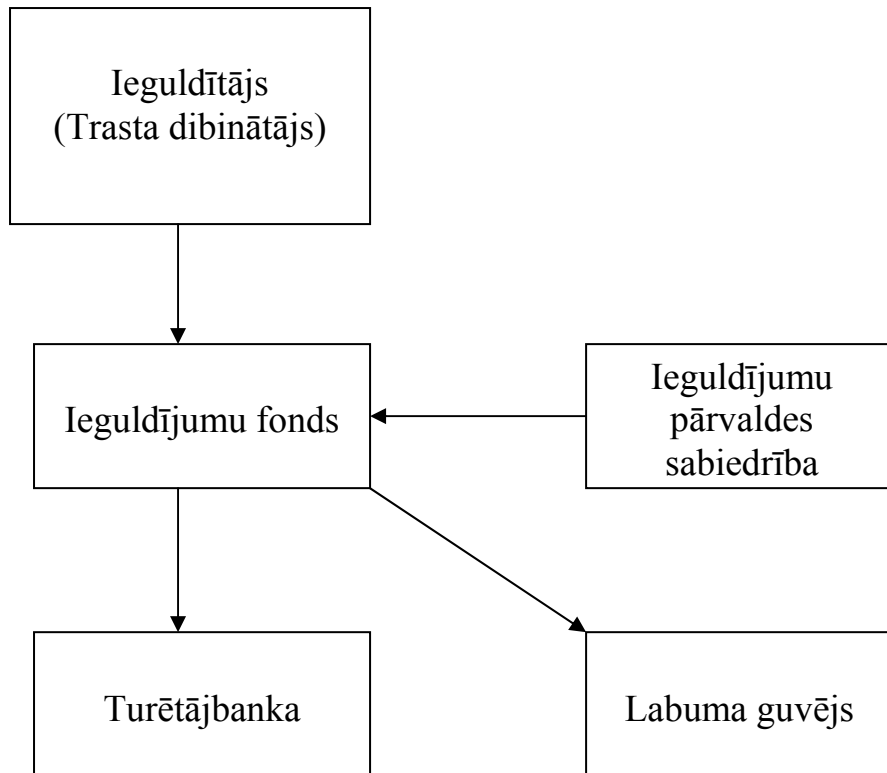 Ieguldītājs
(Trasta dibinātājs)
Ieguldījumu fonds
Ieguldījumu
pārvaldes
sabiedrība
Turētājbanka
Labuma guvējs